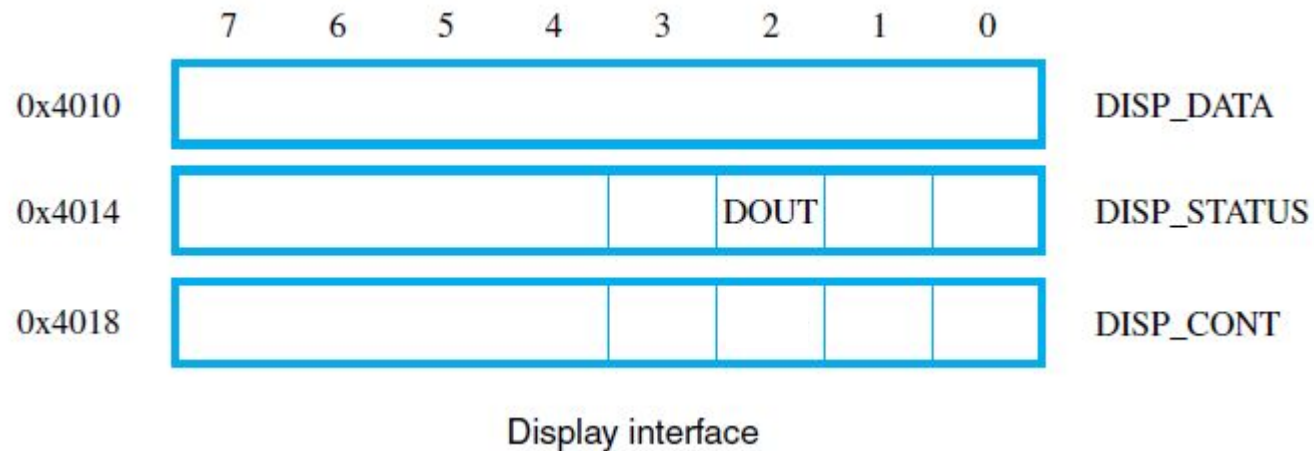 7 6 5 4 3 2 1 0
0x4010 DISP_DATA
0x4014 DOUT DISP_STATUS
0x4018 DISP_CONT
Display interface